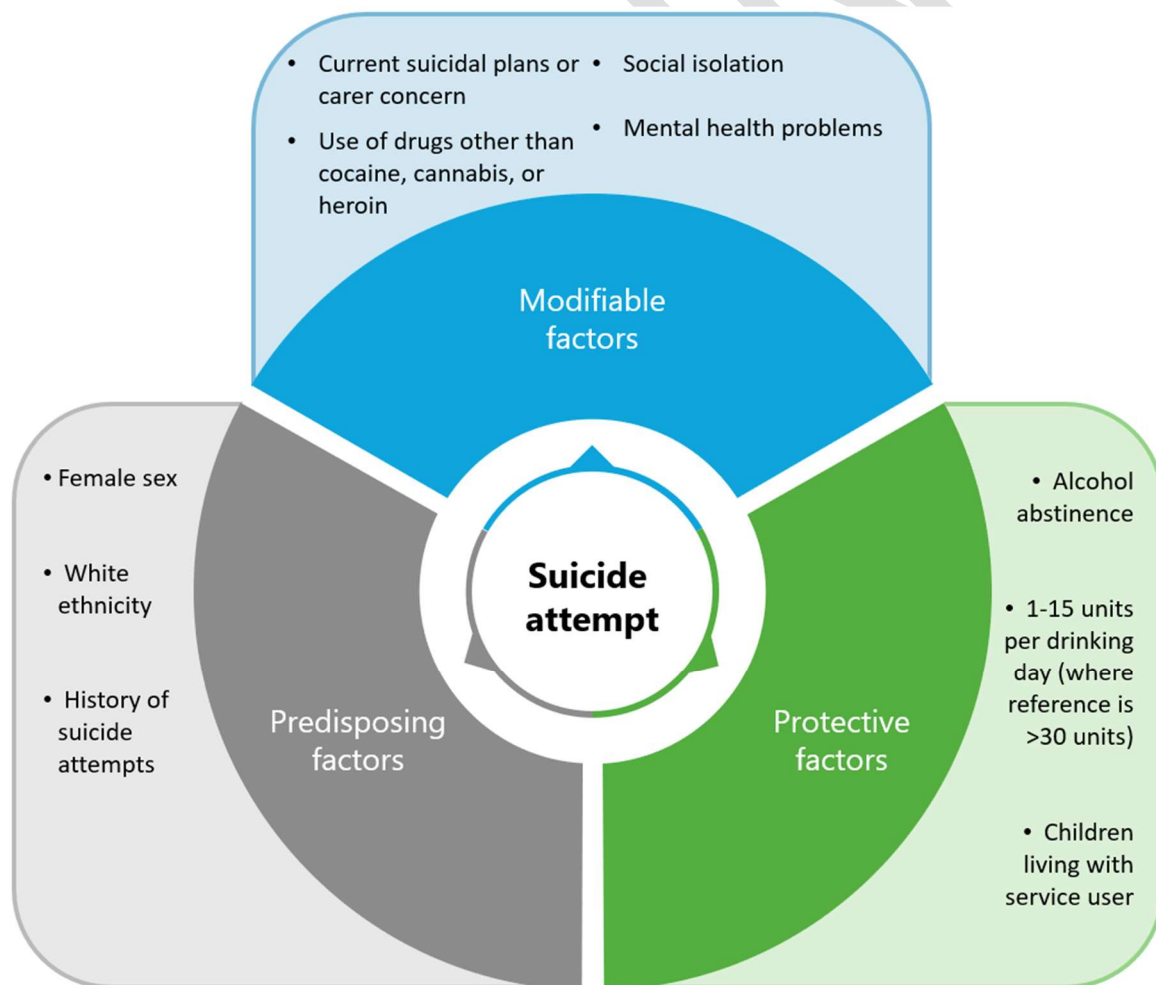 • Current suicidal plans or
carer concern
• Use of drugs other than
cocaine, cannabis, or
heroin
• Social isolation
• Mental health problems
Modifiable
factors
• Female sex
• White
ethnicity
• History of
suicide
attempts
Predisposing
factors
Suicide
attempt
Protective
factors
• Alcohol
abstinence
• 1-15 units
per drinking
day (where
reference is
>30 units)
• Children
living with
service user